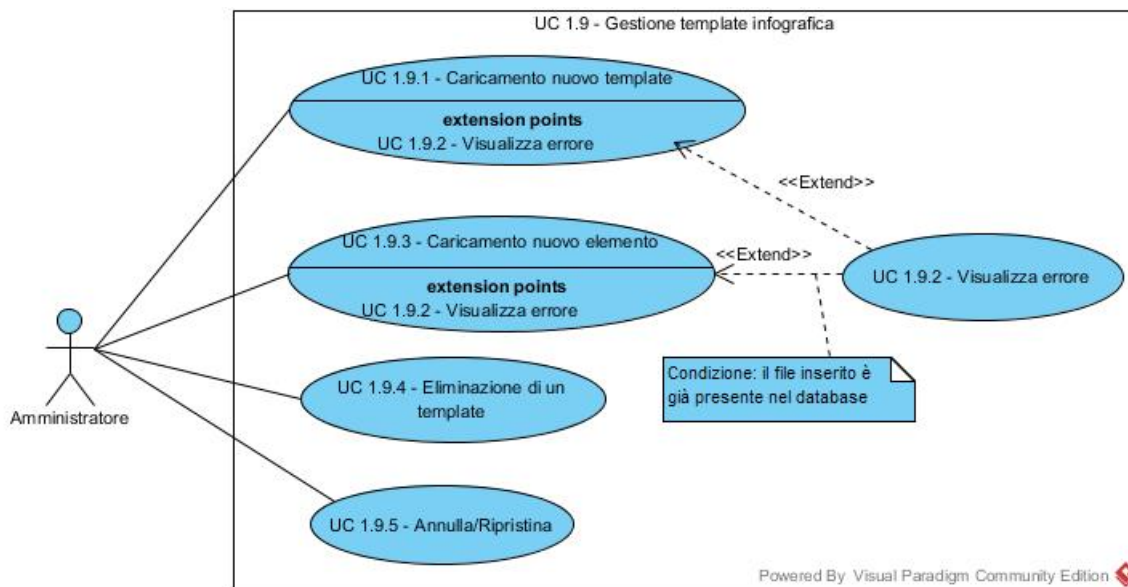 UC 1.9 - Gestione template infografica
UC 1.9.1 - Caricamento nuovo template
extension points
UC 1.9.2 - Visualizza errore
<<Extend>>
UC 1.9.3 - Caricamento nuovo elemento
extension points
UC 1.9.2 - Visualizza errore
<<Extend>>
UC 1.9.2 - Visualizza errore
Condizione: il file inserito è
già presente nel database
UC 1.9.4 - Eliminazione di un
template
Amministratore
UC 1.9.5 - Annulla/Ripristina
Powered By Visual Paradigm Community Edition